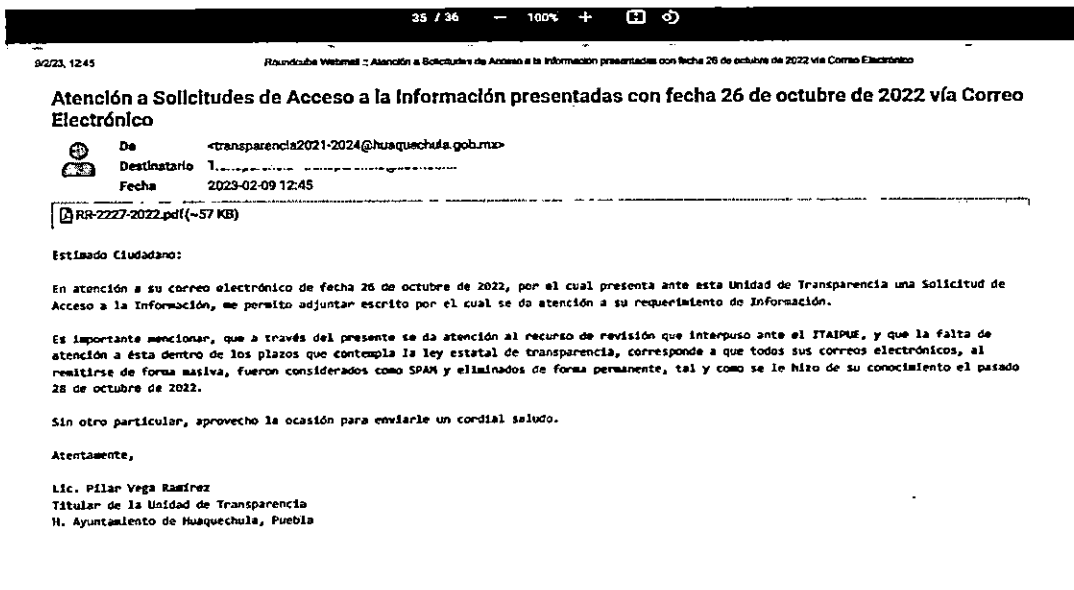 35 / 36 — 100% +
9/2/23, 12:45 Roundcube Webmail :: Atención a Solicitudes de Acceso a la Información presentadas con fecha 26 de octubre de 2022 vía Correo Electrónico
Atención a Solicitudes de Acceso a la Información presentadas con fecha 26 de octubre de 2022 vía Correo
Electrónico
De <transparencia2021-2024@huaquechula.gob.mx>
Destinatario
Fecha 2023-02-09 12:45
RR-2227-2022.pdf(~57 KB)
Estimado Ciudadano:
En atención a su correo electrónico de fecha 26 de octubre de 2022, por el cual presenta ante esta Unidad de Transparencia una Solicitud de
Acceso a la Información, me permito adjuntar escrito por el cual se da atención a su requerimiento de Información.
Es importante mencionar, que a través del presente se da atención al recurso de revisión que interpuso ante el ITAIPUE, y que la falta de
atención a ésta dentro de los plazos que contempla la ley estatal de transparencia, corresponde a que todos sus correos electrónicos, al
remitirse de forma masiva, fueron considerados como SPAM y eliminados de forma permanente, tal y como se le hizo de su conocimiento el pasado
28 de octubre de 2022.
Sin otro particular, aprovecho la ocasión para enviarle un cordial saludo.
Atentamente,
Lic. Pilar Vega Ramírez
Titular de la Unidad de Transparencia
H. Ayuntamiento de Huaquechula, Puebla